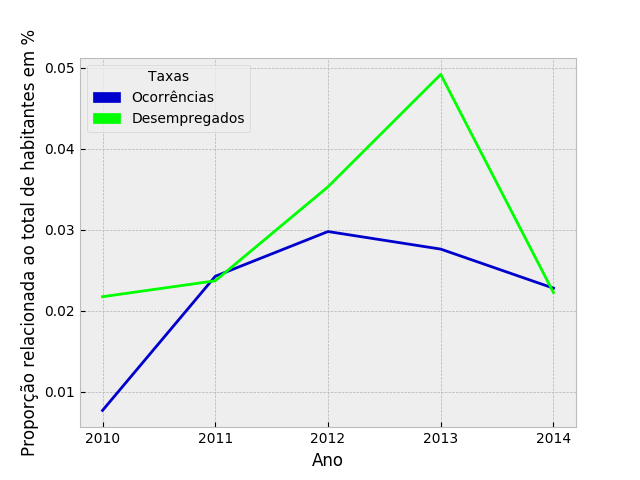 Proporção relacionada ao total de habitantes em %
0.05
0.04
0.03
0.02
0.01
Taxas
Ocorrências
Desempregados
2010 2011 2012 2013 2014
Ano